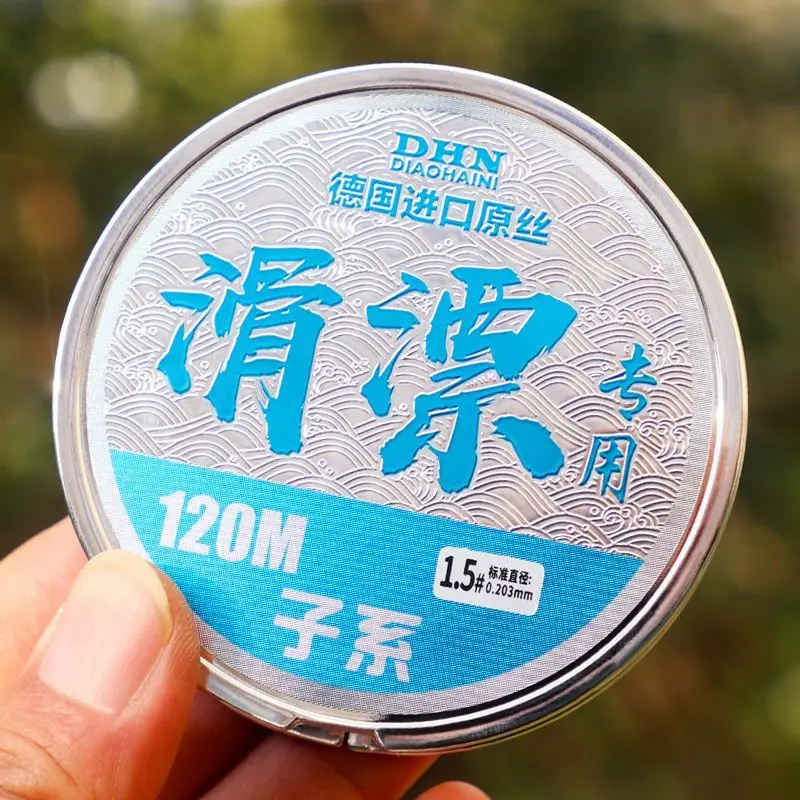 DHN
DIAOHAINI
德国进口原丝
滑漂
专用
120M
1.5# 标准直径:
0.203mm
子系